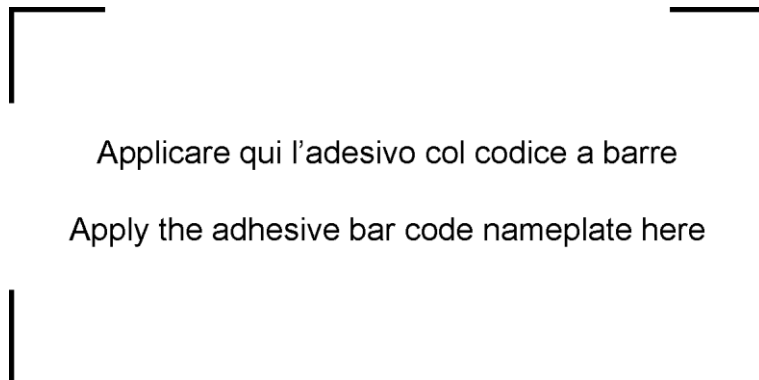 Applicare qui l’adesivo col codice a barre
Apply the adhesive bar code nameplate here